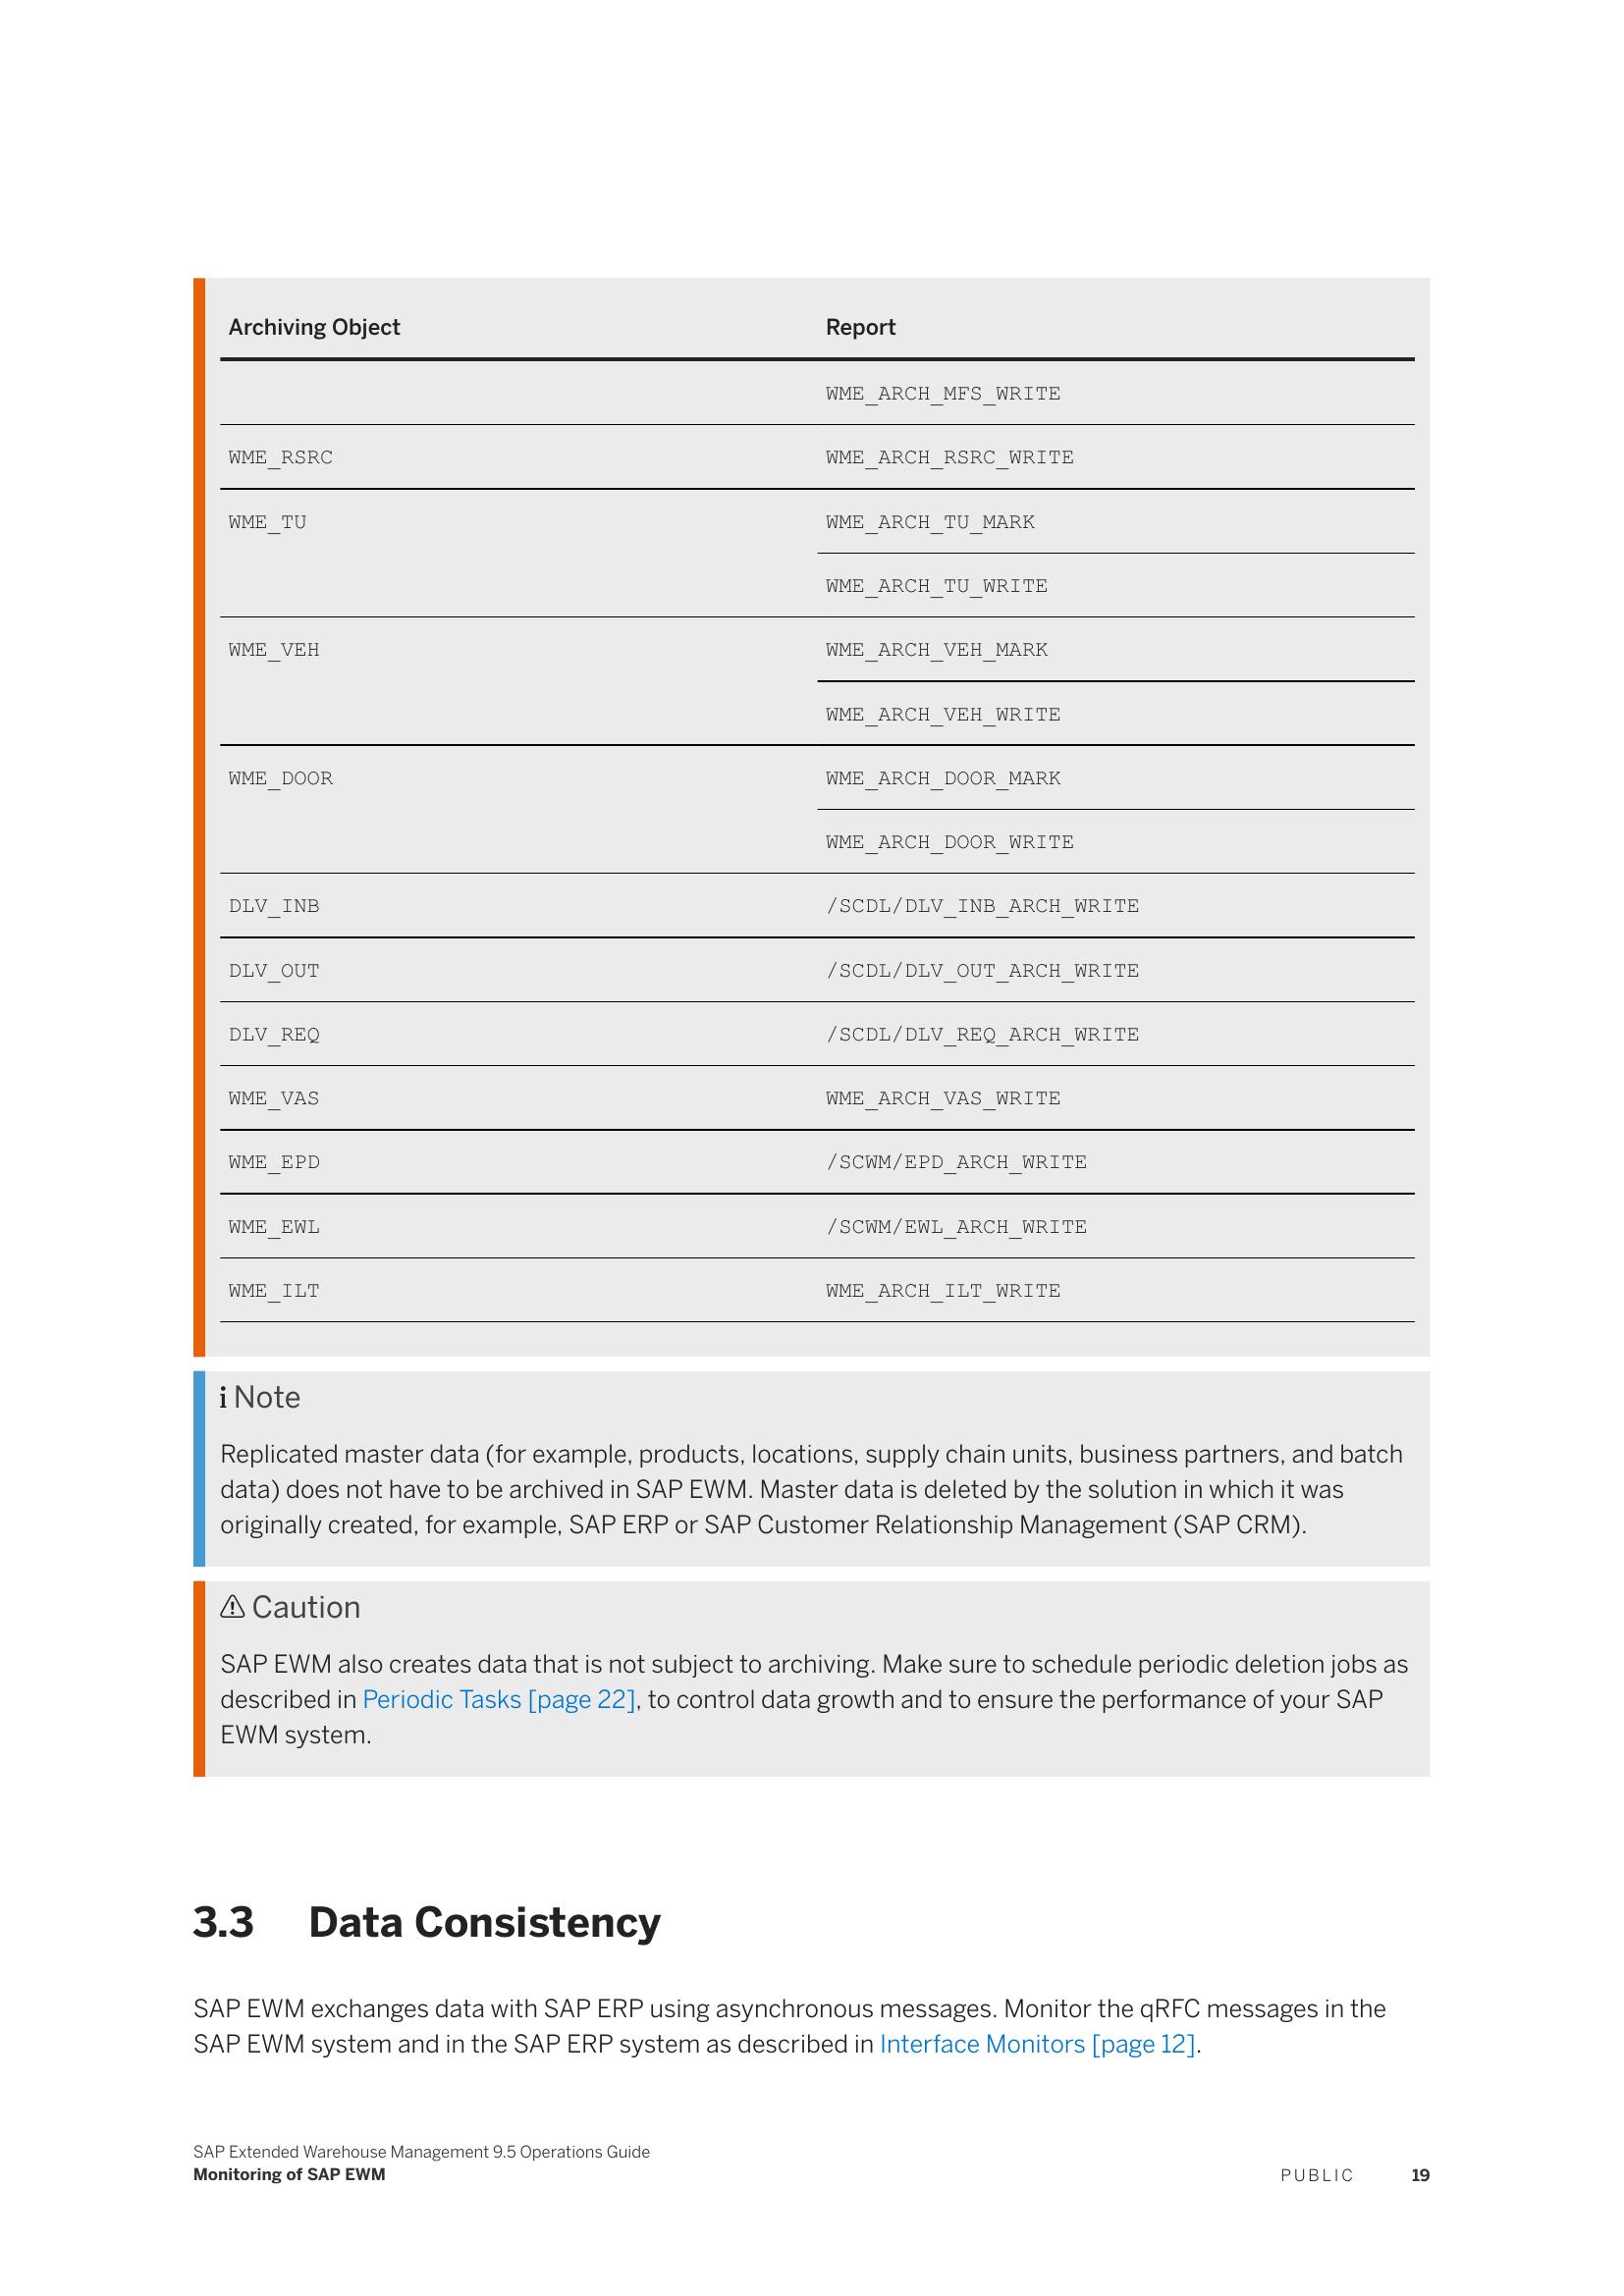 Archiving Object Report
WME_ARCH_MFS_WRITE
WME_RSRC WME_ARCH_RSRC_WRITE
WME_TU WME_ARCH_TU_MARK
WME_ARCH_TU_WRITE
WME_VEH WME_ARCH_VEH_MARK
WME_ARCH_VEH_WRITE
WME_DOOR WME_ARCH_DOOR_MARK
WME_ARCH_DOOR_WRITE
DLV_INB /SCDL/DLV_INB_ARCH_WRITE
DLV_OUT /SCDL/DLV_OUT_ARCH_WRITE
DLV_REQ /SCDL/DLV_REQ_ARCH_WRITE
WME_VAS WME_ARCH_VAS_WRITE
WME_EPD /SCWM/EPD_ARCH_WRITE
WME_EWL /SCWM/EWL_ARCH_WRITE
WME_ILT WME_ARCH_ILT_WRITE
i Note
Replicated master data (for example, products, locations, supply chain units, business partners, and batch
data) does not have to be archived in SAP EWM. Master data is deleted by the solution in which it was
originally created, for example, SAP ERP or SAP Customer Relationship Management (SAP CRM).
⚠ Caution
SAP EWM also creates data that is not subject to archiving. Make sure to schedule periodic deletion jobs as
described in Periodic Tasks [page 22], to control data growth and to ensure the performance of your SAP
EWM system.
3.3 Data Consistency
SAP EWM exchanges data with SAP ERP using asynchronous messages. Monitor the qRFC messages in the
SAP EWM system and in the SAP ERP system as described in Interface Monitors [page 12].
SAP Extended Warehouse Management 9.5 Operations Guide
Monitoring of SAP EWM PUBLIC 19